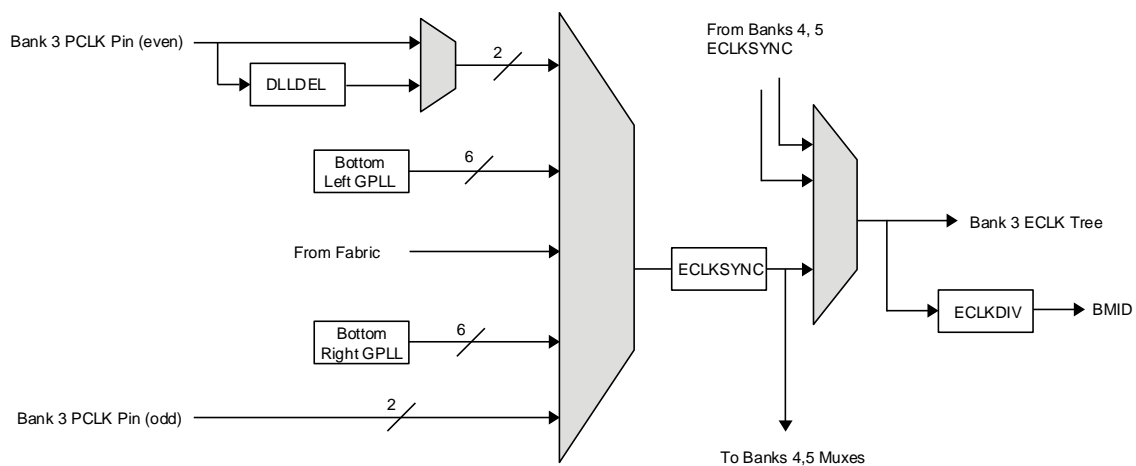 From Banks 4, 5
ECLKSYNC
Bank 3 PCLK Pin (even)
2
DLLDEL
Bottom
Left GPLL
6
Bank 3 ECLK Tree
From Fabric
ECLKSYNC
ECLKDIV
BMID
Bottom
Right GPLL
6
Bank 3 PCLK Pin (odd)
2
To Banks 4,5 Muxes